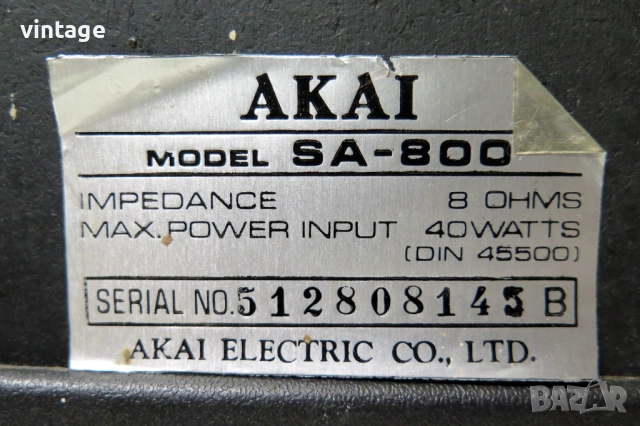 vintage
AKAI
MODEL SA-800
IMPEDANCE 8 OHMS
MAX. POWER INPUT 40WATTS
(DIN 45500)
SERIAL NO. 512808145 B
AKAI ELECTRIC CO., LTD.
BAZAR